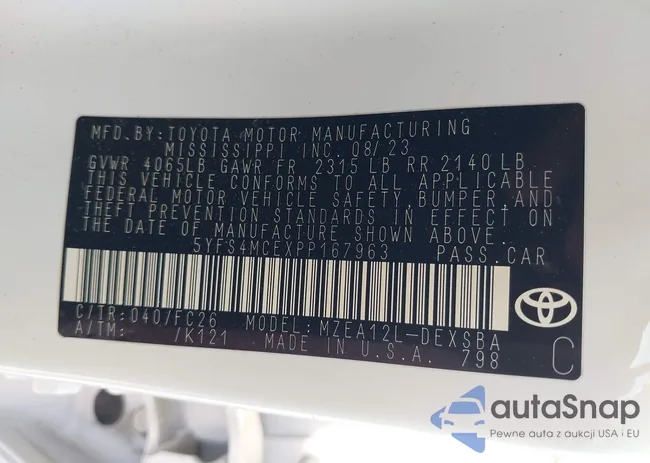 MFD. BY: TOYOTA MOTOR MANUFACTURING
MISSISSIPPI INC. 08/23
GVWR 4065LB GAWR FR 2315 LB RR 2140 LB
THIS VEHICLE CONFORMS TO ALL APPLICABLE
FEDERAL MOTOR VEHICLE SAFETY, BUMPER, AND
THEFT PREVENTION STANDARDS IN EFFECT ON
THE DATE OF MANUFACTURE SHOWN ABOVE.
5YFS4MCEXPP167963 PASS. CAR
C/TR: 040/FC26 MODEL: MZEA12L-DEXSBA
A/TM: /K121 MADE IN U.S.A. 798
C
autaSnap
Pewne auta z aukcji USA i EU